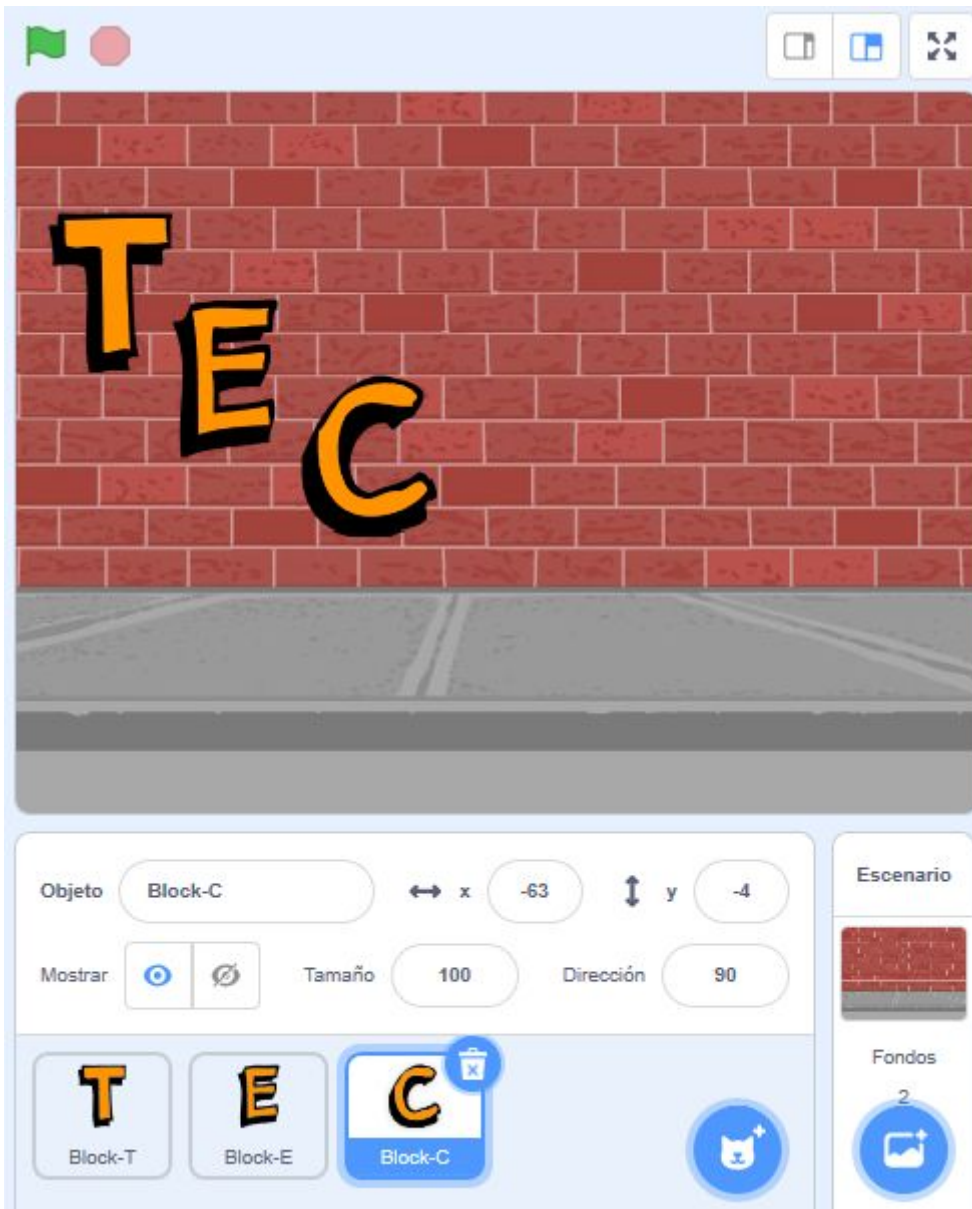 T
E
C
Objeto Block-C x -63 y -4
Mostrar Tamaño 100 Dirección 90
T E C
Block-T Block-E Block-C
Escenario
Fondos
2